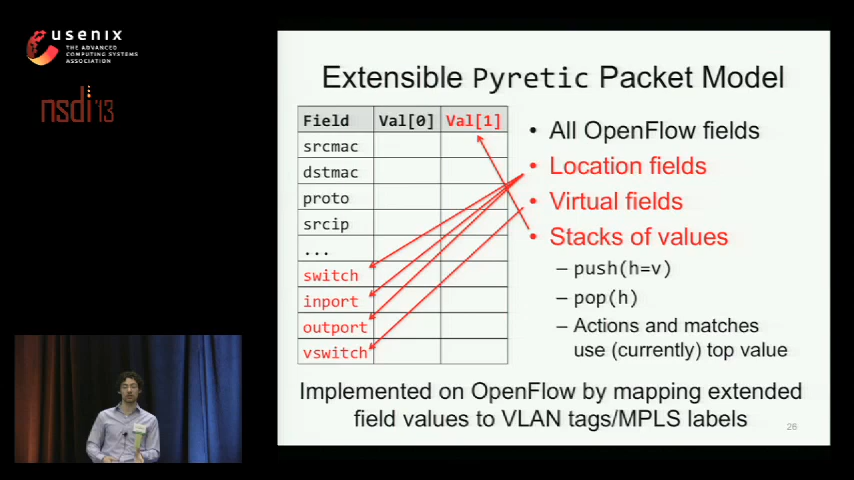 usenix
THE ADVANCED
COMPUTING SYSTEMS
ASSOCIATION
nsdi'13
Extensible Pyretic Packet Model
Field Val[0] Val[1]
srcmac
dstmac
proto
srcip
...
switch
inport
outport
vswitch
• All OpenFlow fields
• Location fields
• Virtual fields
• Stacks of values
– push(h=v)
– pop(h)
– Actions and matches
use (currently) top value
Implemented on OpenFlow by mapping extended
field values to VLAN tags/MPLS labels
26